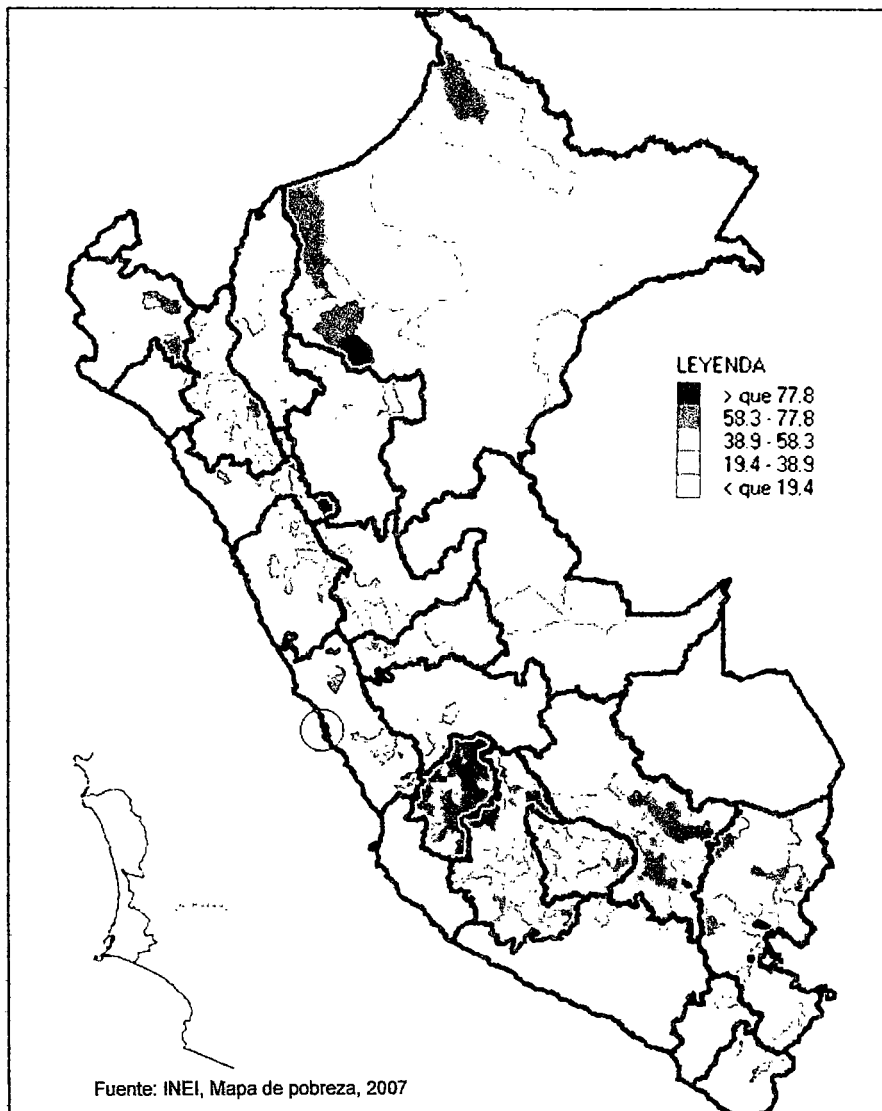 LEYENDA
> que 77.8
58.3 - 77.8
38.9 - 58.3
19.4 - 38.9
< que 19.4
Fuente: INEI, Mapa de pobreza, 2007